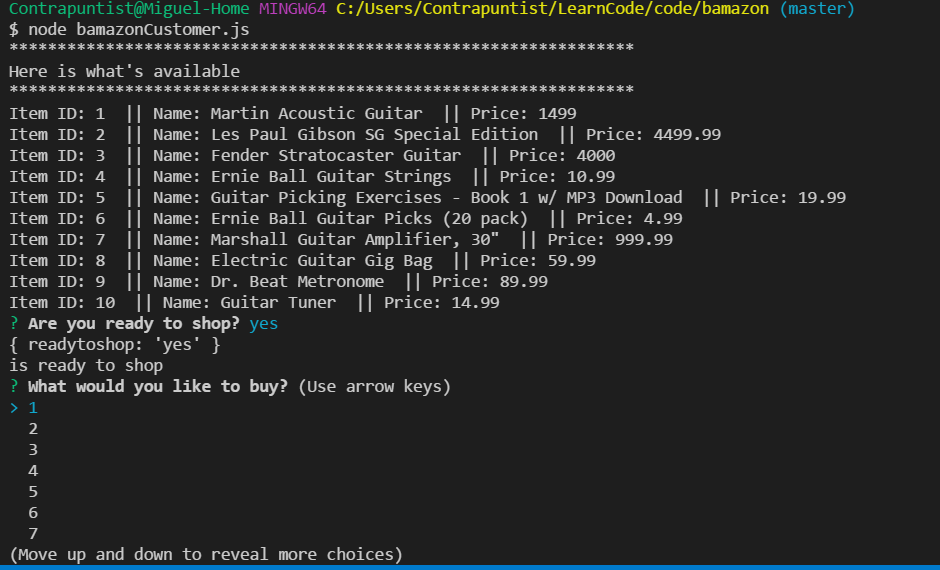 Contrapuntist@Miguel-Home MINGW64 C:/Users/Contrapuntist/LearnCode/code/bamazon (master)
$ node bamazonCustomer.js
*****************************************************************
Here is what's available
*****************************************************************
Item ID: 1  || Name: Martin Acoustic Guitar  || Price: 1499
Item ID: 2  || Name: Les Paul Gibson SG Special Edition  || Price: 4499.99
Item ID: 3  || Name: Fender Stratocaster Guitar  || Price: 4000
Item ID: 4  || Name: Ernie Ball Guitar Strings  || Price: 10.99
Item ID: 5  || Name: Guitar Picking Exercises - Book 1 w/ MP3 Download  || Price: 19.99
Item ID: 6  || Name: Ernie Ball Guitar Picks (20 pack)  || Price: 4.99
Item ID: 7  || Name: Marshall Guitar Amplifier, 30"  || Price: 999.99
Item ID: 8  || Name: Electric Guitar Gig Bag  || Price: 59.99
Item ID: 9  || Name: Dr. Beat Metronome  || Price: 89.99
Item ID: 10  || Name: Guitar Tuner  || Price: 14.99
? Are you ready to shop? yes
{ readytoshop: 'yes' }
is ready to shop
? What would you like to buy? (Use arrow keys)
> 1
  2
  3
  4
  5
  6
  7
(Move up and down to reveal more choices)